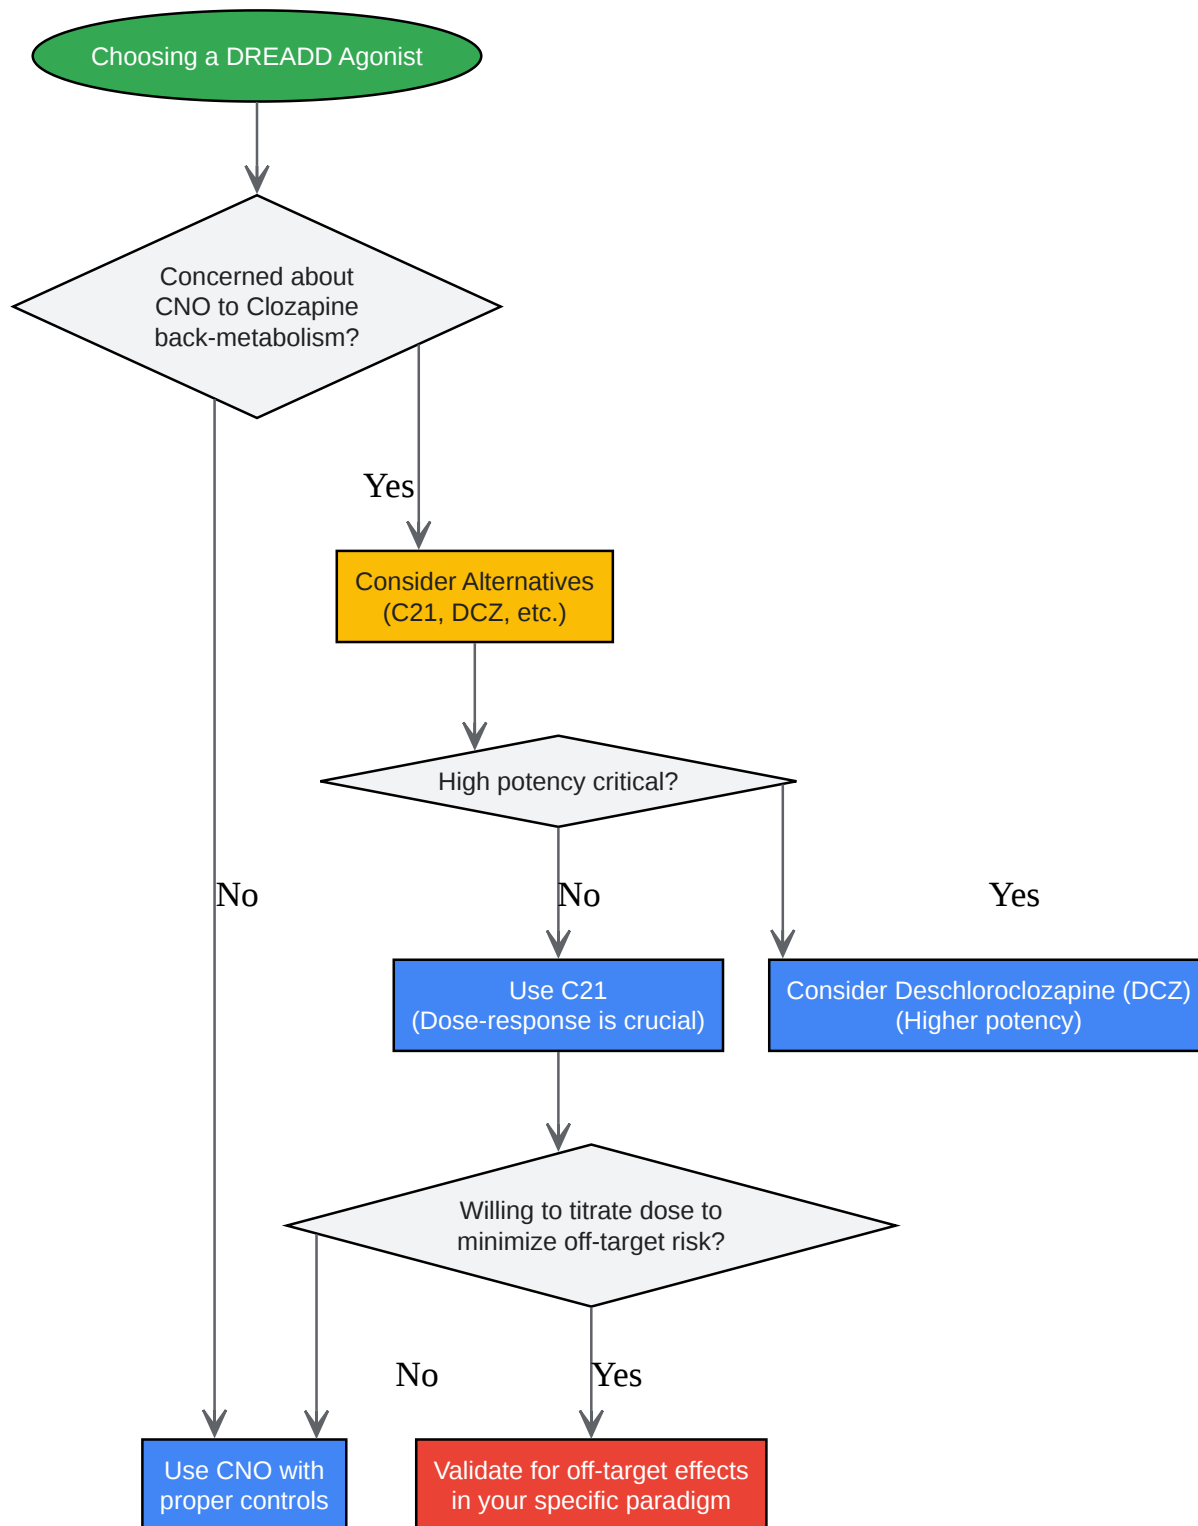 Choosing a DREADD Agonist
Concerned about
CNO to Clozapine
back-metabolism?
Yes
Consider Alternatives
(C21, DCZ, etc.)
High potency critical?
No
No
Yes
Use C21
(Dose-response is crucial)
Consider Deschloroclozapine (DCZ)
(Higher potency)
Willing to titrate dose to
minimize off-target risk?
No
Yes
Use CNO with
proper controls
Validate for off-target effects
in your specific paradigm